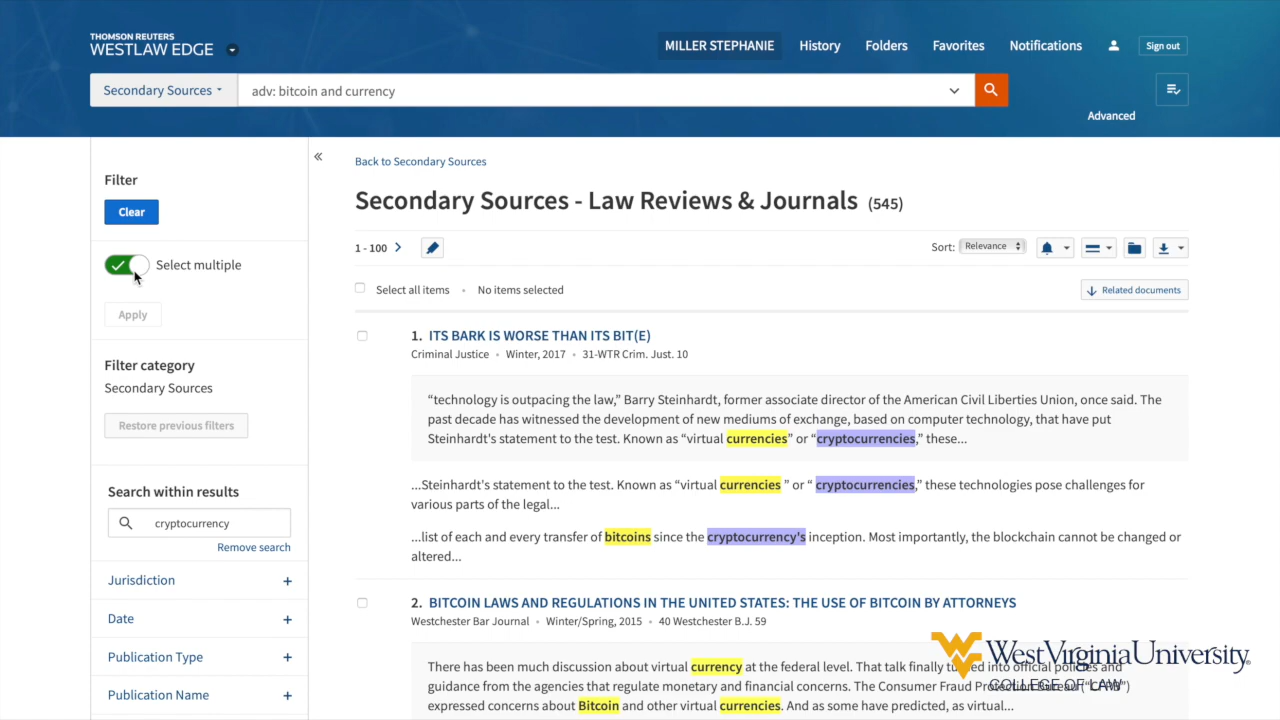 THOMSON REUTERS
WESTLAW EDGE
MILLER STEPHANIE
History
Folders
Favorites
Notifications
Sign out
Secondary Sources
adv: bitcoin and currency
Advanced
Filter
Clear
Select multiple
Apply
Filter category
Secondary Sources
Restore previous filters
Search within results
cryptocurrency
Remove search
Jurisdiction +
Date +
Publication Type +
Publication Name +
Back to Secondary Sources
Secondary Sources - Law Reviews & Journals (545)
1 - 100
Sort: Relevance
Select all items • No items selected
Related documents
1. ITS BARK IS WORSE THAN ITS BIT(E)
Criminal Justice • Winter, 2017 • 31-WTR Crim. Just. 10
“technology is outpacing the law,” Barry Steinhardt, former associate director of the American Civil Liberties Union, once said. The
past decade has witnessed the development of new mediums of exchange, based on computer technology, that have put
Steinhardt's statement to the test. Known as “virtual currencies” or “cryptocurrencies,” these...
...Steinhardt's statement to the test. Known as “virtual currencies ” or “ cryptocurrencies,” these technologies pose challenges for
various parts of the legal...
...list of each and every transfer of bitcoins since the cryptocurrency's inception. Most importantly, the blockchain cannot be changed or
altered...
2. BITCOIN LAWS AND REGULATIONS IN THE UNITED STATES: THE USE OF BITCOIN BY ATTORNEYS
Westchester Bar Journal • Winter/Spring, 2015 • 40 Westchester B.J. 59
There has been much discussion about virtual currency at the federal level. That talk finally into official policies and
guidance from the agencies that regulate monetary and financial concerns. The Consumer Fraud
expressed concerns about Bitcoin and other virtual currencies. And as some have predicted, as virtual...
WestVirginiaUniversity
COLLEGE OF LAW